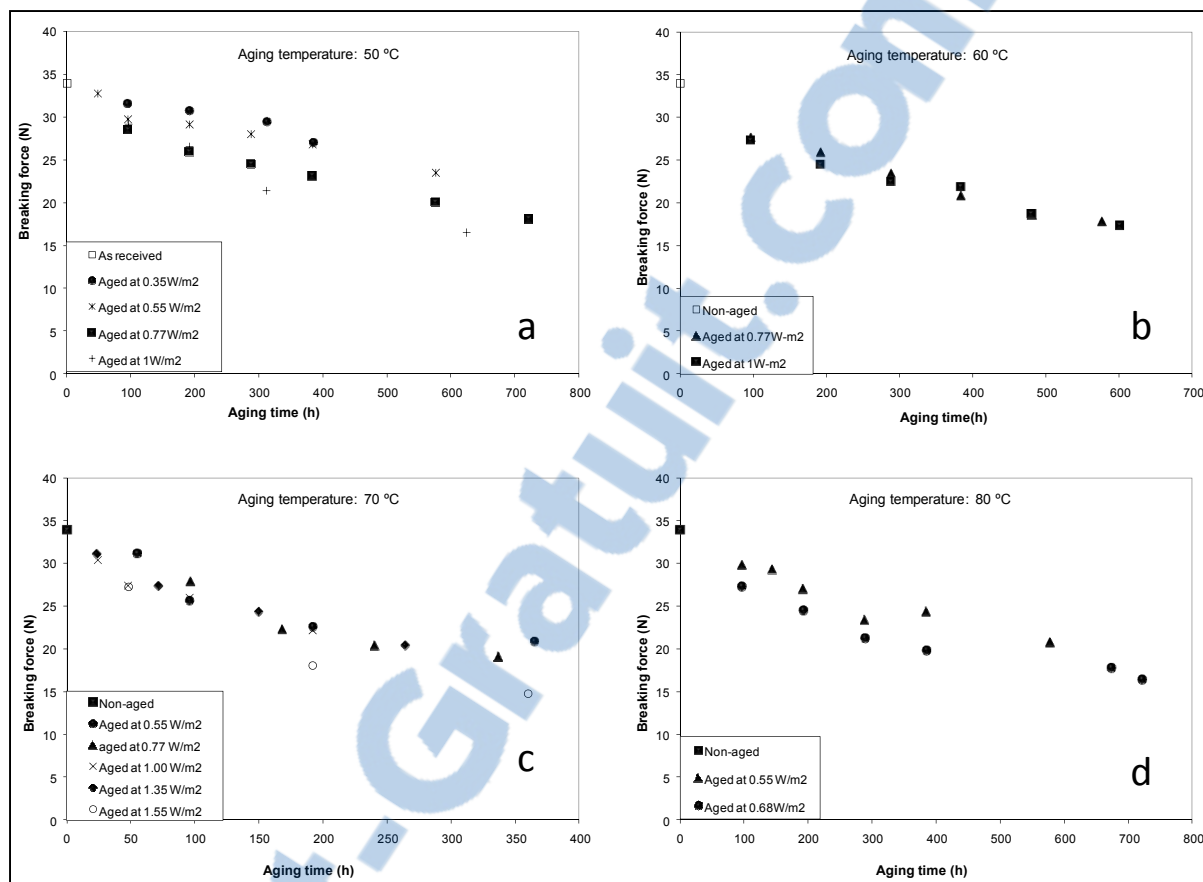 Aging temperature: 50 ºC
40
35
30
25
20
15
10
5
0
Breaking force (N)
As received
Aged at 0.35W/m2
Aged at 0.55 W/m2
Aged at 0.77W/m2
Aged at 1W/m2
a
0 100 200 300 400 500 600 700 800
Aging time (h)
Aging temperature: 60 ºC
40
35
30
25
20
15
10
5
0
Breaking force (N)
Non-aged
Aged at 0.77W-m2
Aged at 1W-m2
b
0 100 200 300 400 500 600 700
Aging time(h)
Aging temperature: 70 ºC
40
35
30
25
20
15
10
5
0
Breaking force (N)
Non-aged
Aged at 0.55 W/m2
aged at 0.77 W/m2
Aged at 1.00 W/m2
Aged at 1.35 W/m2
Aged at 1.55 W/m2
c
0 50 100 150 200 250 300 350 400
Aging time (h)
Aging temperature: 80 ºC
40
35
30
25
20
15
10
5
0
Breaking force (N)
Non-aged
Aged at 0.55 W/m2
Aged at 0.68W/m2
d
0 100 200 300 400 500 600 700 800
Aging time (h)
-Gratuit.com